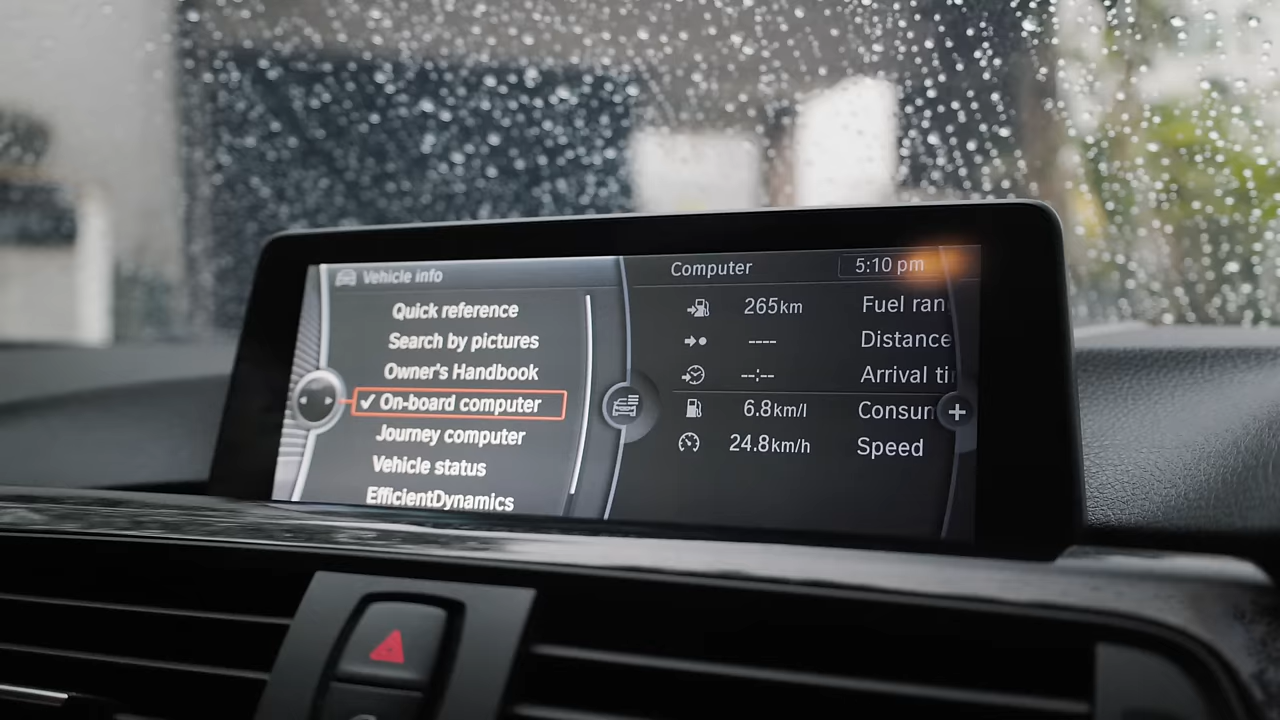 Vehicle info
Quick reference
Search by pictures
Owner's Handbook
✓ On-board computer
Journey computer
Vehicle status
EfficientDynamics
Computer 5:10 pm
265km Fuel ran
---- Distance
--:-- Arrival ti
6.8km/l Consum
24.8km/h Speed